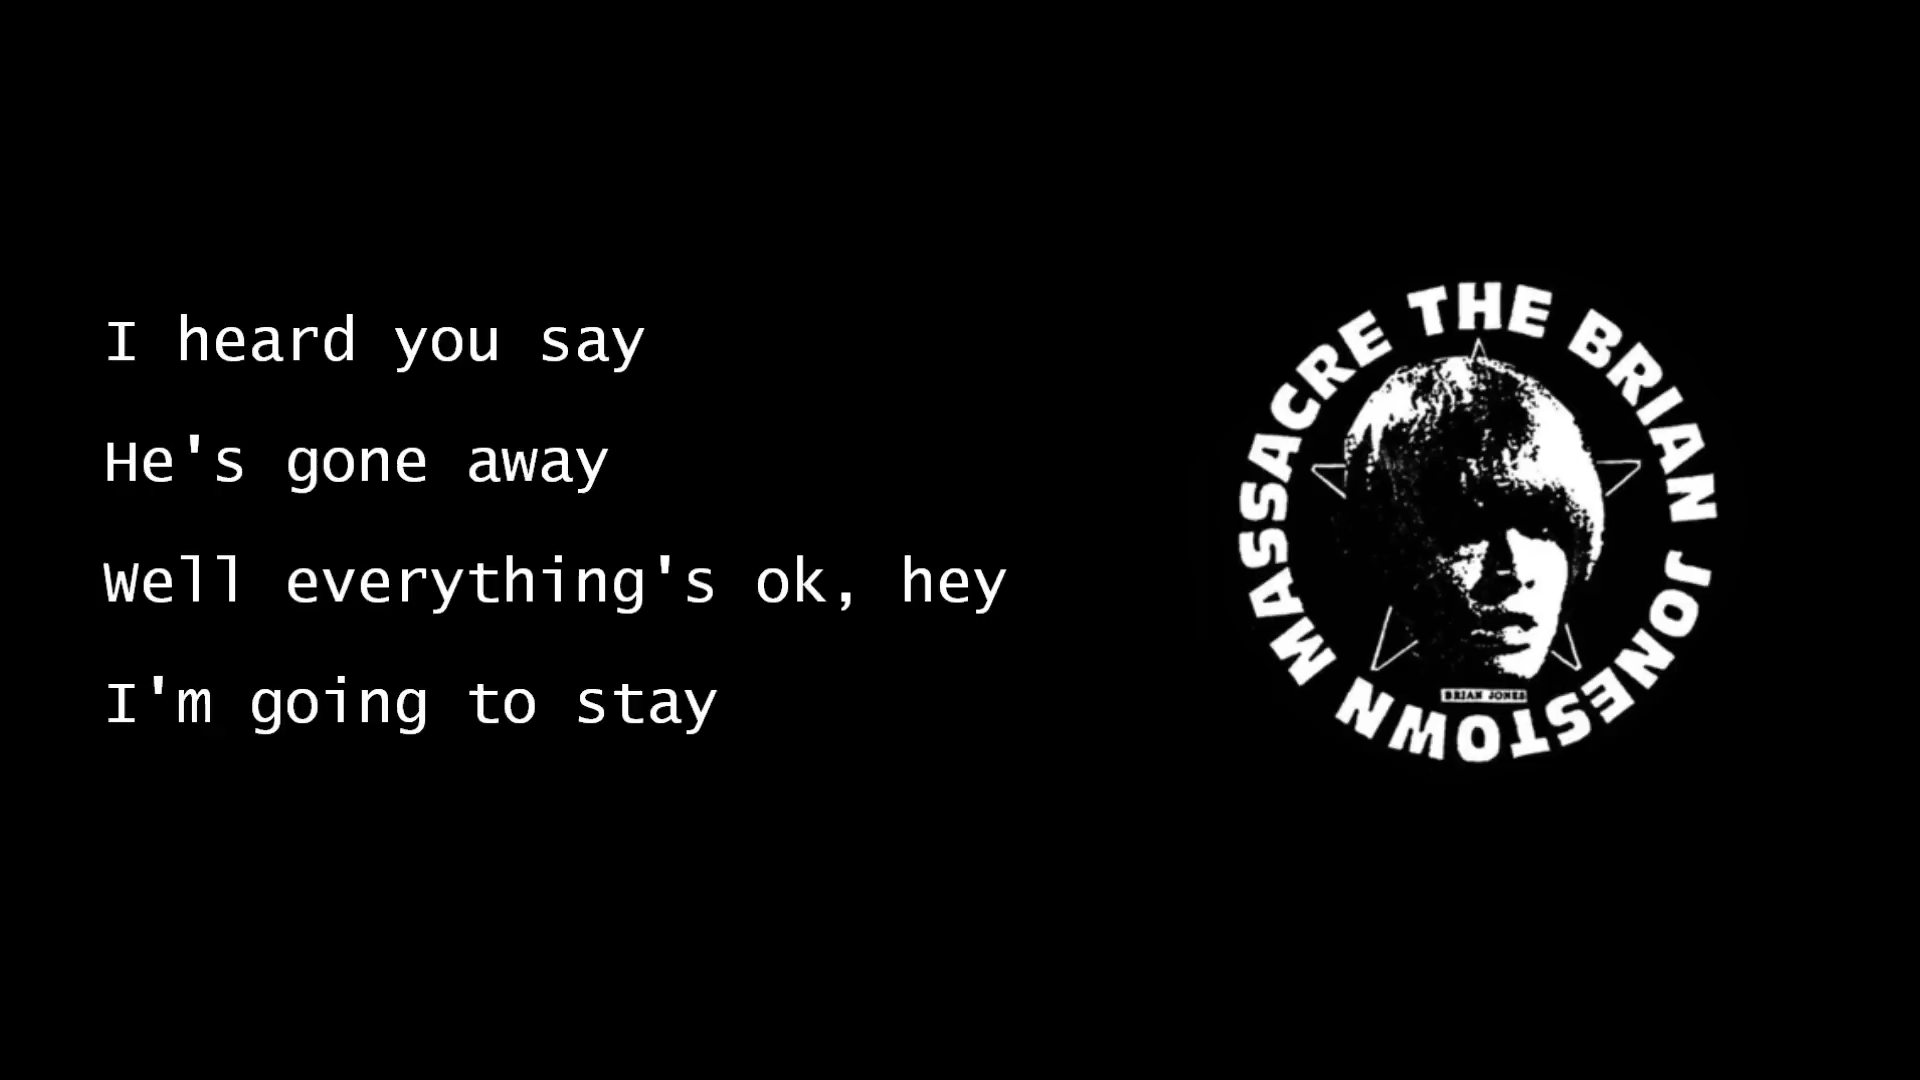 I heard you say
He's gone away
Well everything's ok, hey
I'm going to stay
THE BRIAN JONESTOWN MASSACRE
BRIAN JONES